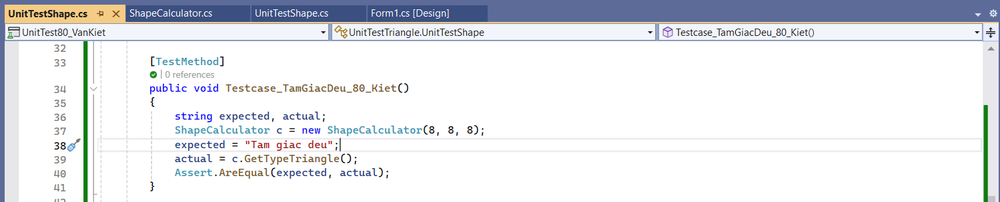 UnitTestShape.cs ShapeCalculator.cs UnitTestShape.cs Form1.cs [Design]
UnitTest80_VanKiet UnitTestTriangle.UnitTestShape Testcase_TamGiacDeu_80_Kiet()
32
33 [TestMethod]
| 0 references
34 public void Testcase_TamGiacDeu_80_Kiet()
35 {
36 string expected, actual;
37 ShapeCalculator c = new ShapeCalculator(8, 8, 8);
38 expected = "Tam giac deu";
39 actual = c.GetTypeTriangle();
40 Assert.AreEqual(expected, actual);
41 }
42